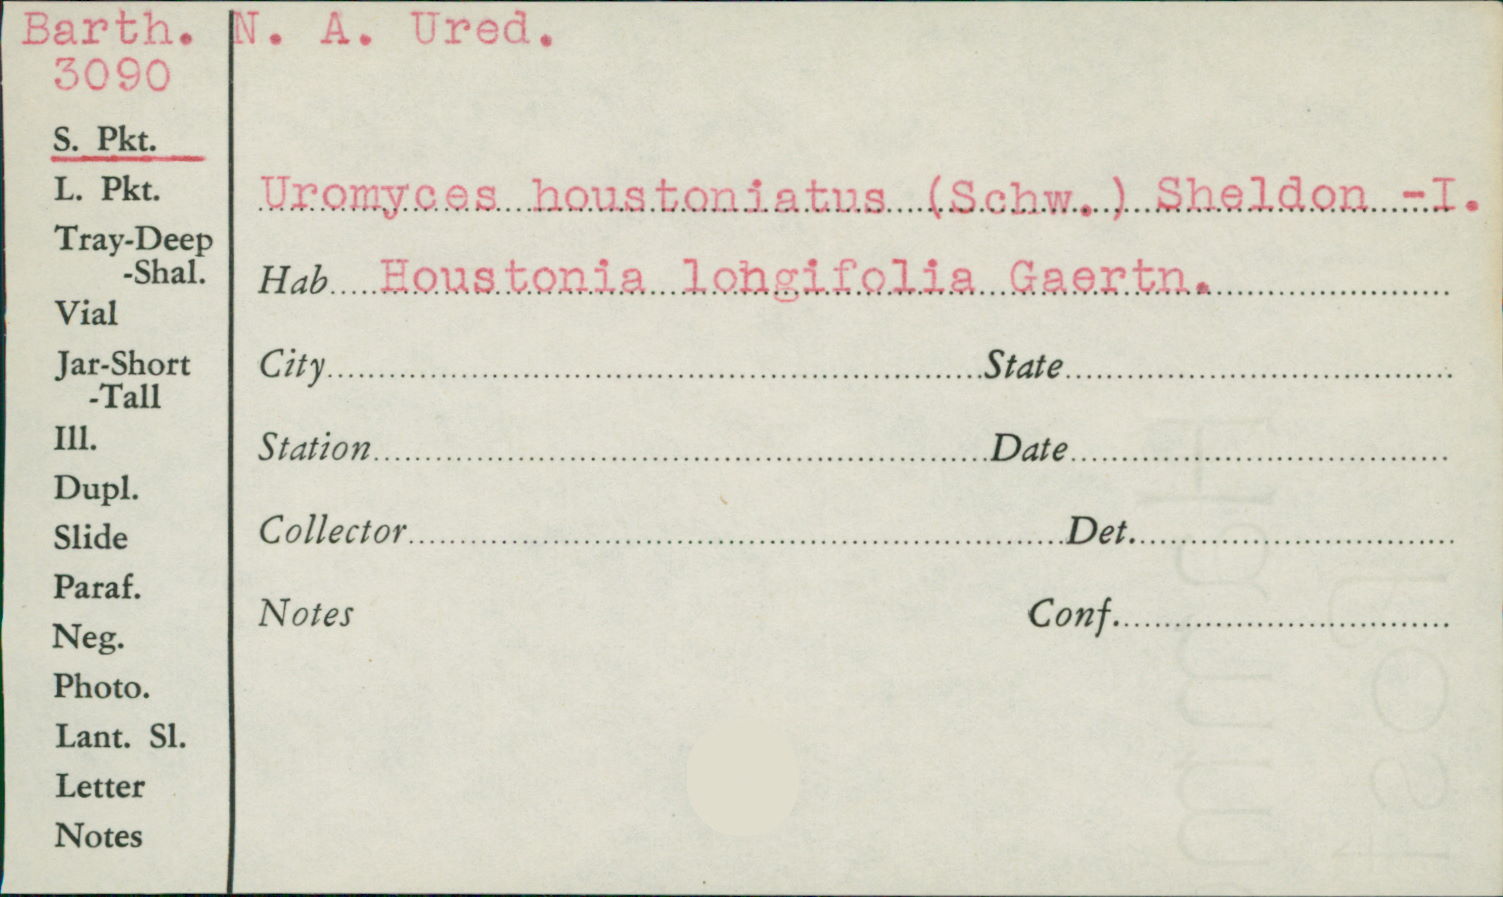 Barth. N. A. Ured.
3090
S. Pkt.
L. Pkt.
Tray-Deep
-Shal.
Vial
Jar-Short
-Tall
Ill.
Dupl.
Slide
Paraf.
Neg.
Photo.
Lant. Sl.
Letter
Notes
Uromyces houstoniatus (Schw.) Sheldon -I.
Hab Houstonia lohgifolia Gaertn.
City State
Station Date
Collector Det.
Notes Conf.